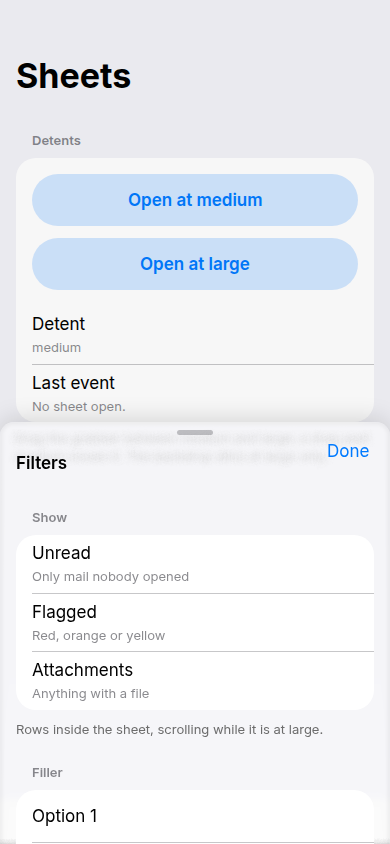 Sheets
Detents
Open at medium
Open at large
Detent
medium
Last event
No sheet open.
Done
Filters
Show
Unread
Only mail nobody opened
Flagged
Red, orange or yellow
Attachments
Anything with a file
Rows inside the sheet, scrolling while it is at large.
Filler
Option 1